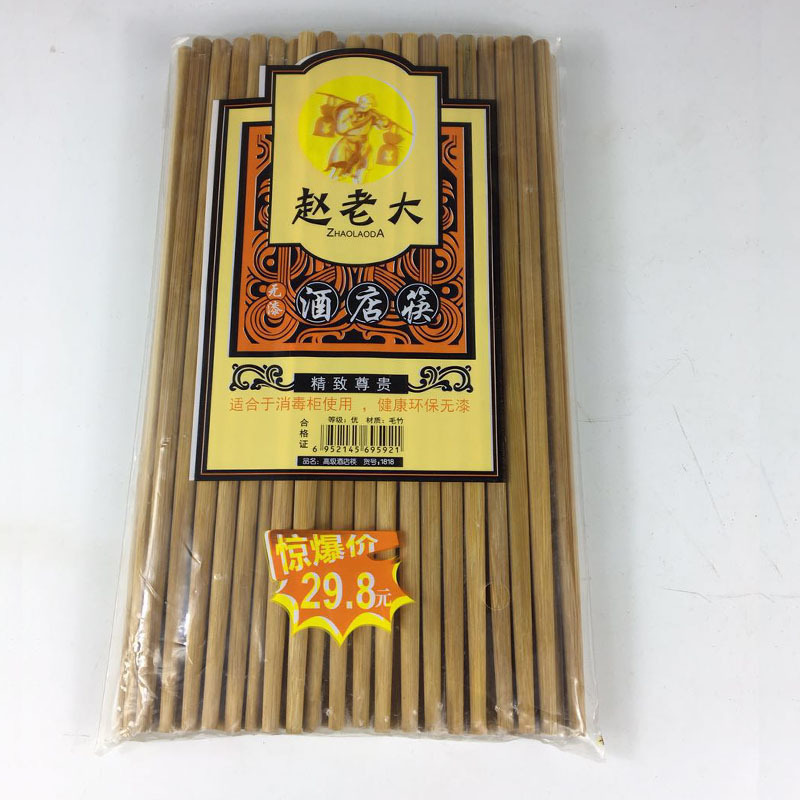 赵老大
ZHAOLAODA
无漆
酒店筷
精致尊贵
适合于消毒柜使用，健康环保无漆
合格证
等级：优 材质：毛竹
6 952145 695921
品名：高级酒店筷 货号：1818
惊爆价
29.8元